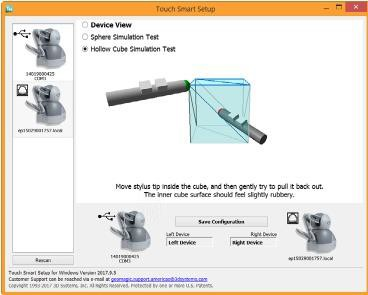 Touch Smart Setup
Device View
Sphere Simulation Test
Hollow Cube Simulation Test
14019000425
COM3
ep15029001757.local
Move stylus tip inside the cube, and then gently try to pull it back out.
The inner cube surface should feel slightly rubbery.
Save Configuration
Left Device
Right Device
Left Device
Right Device
14019000425
COM3
ep15029001757.local
Rescan
Touch Smart Setup for Windows Version 2017.9.5
Customer Support can be reached via e-mail at geomagic.support.americas@3dsystems.com
Copyright 1993-2017 3D Systems, Inc. All Rights Reserved. Protected by one or more U.S. Patents.